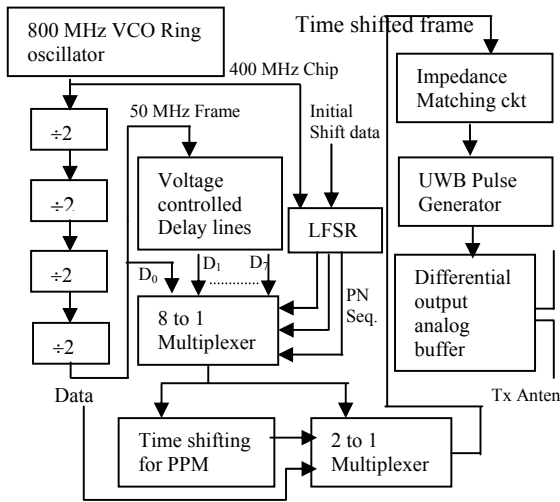 800 MHz VCO Ring
oscillator
Time shifted frame
400 MHz Chip
Impedance
Matching ckt
÷2
50 MHz Frame
Initial
Shift data
÷2
Voltage
controlled
Delay lines
UWB Pulse
Generator
LFSR
÷2
D0
D1
D7
PN
Seq.
Differential
output
analog
buffer
8 to 1
Multiplexer
÷2
Data
Tx Anten
Time shifting
for PPM
2 to 1
Multiplexer